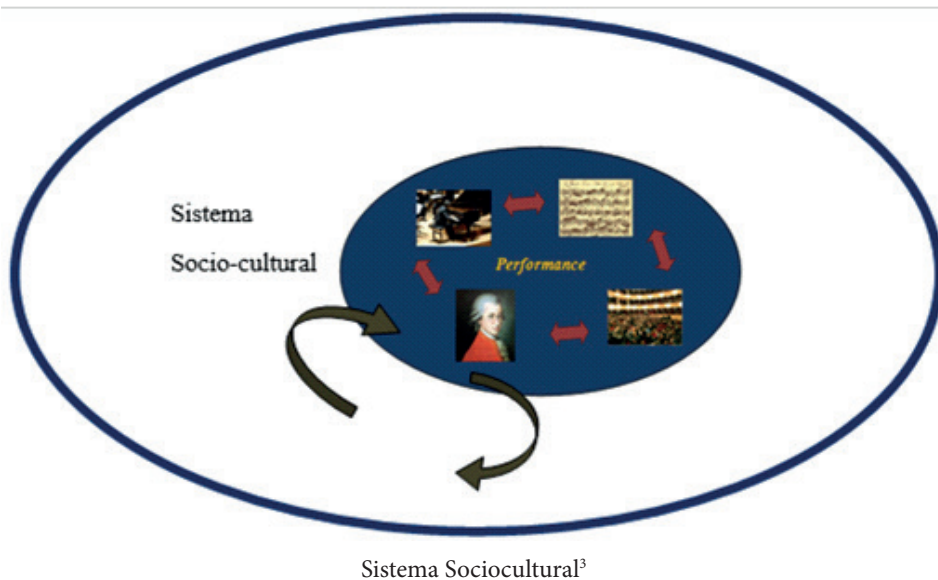 Sistema
Socio-cultural
Performance
Sistema Sociocultural³